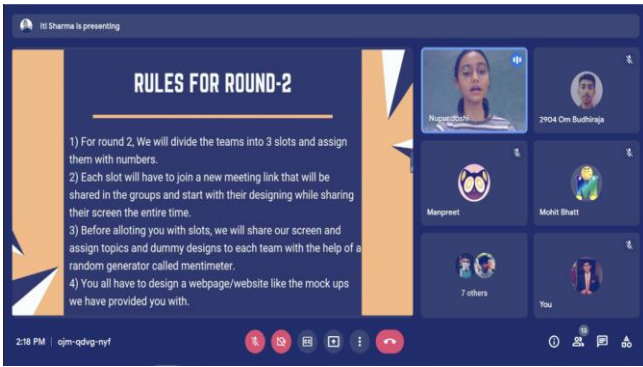 Iti Sharma is presenting
RULES FOR ROUND-2
1) For round 2, We will divide the teams into 3 slots and assign
them with numbers.
2) Each slot will have to join a new meeting link that will be
shared in the groups and start with their designing while sharing
their screen the entire time.
3) Before alloting you with slots, we will share our screen and
assign topics and dummy designs to each team with the help of a
random generator called mentimeter.
4) You all have to design a webpage/website like the mock ups
we have provided you with.
Nupur doshi
2904 Om Budhiraja
Manpreet
Mohit Bhatt
7 others
You
2:18 PM | ojm-qdvg-nyf
13